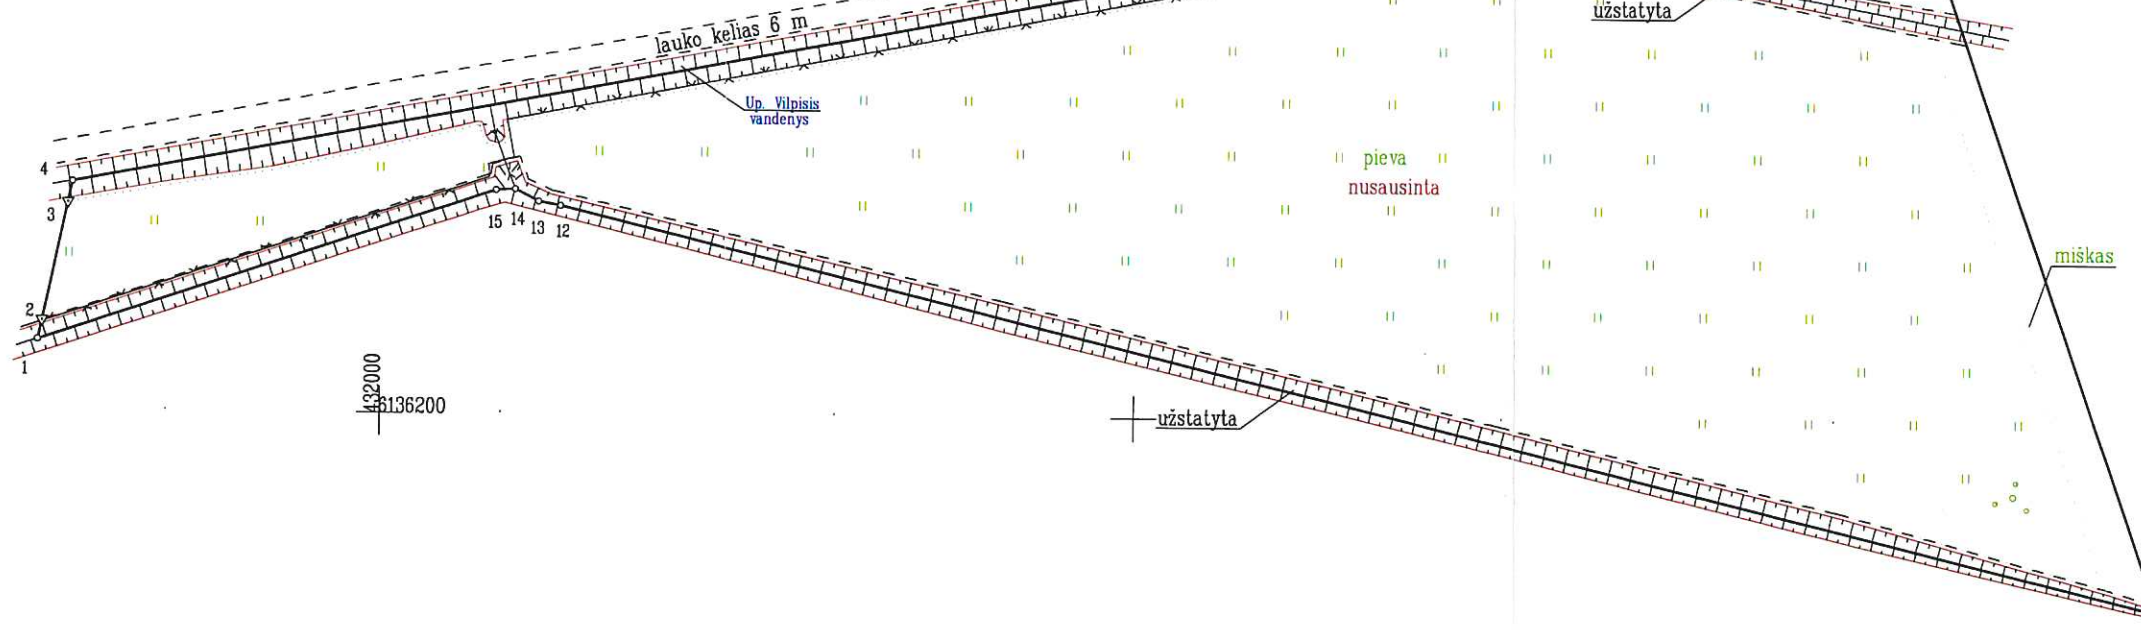 užstatyta
lauko kelias 6 m
Up. Vilpisis
vandenys
4
pieva
nusausinta
3
15 14 13 12
miškas
2
1
432000
6136200
užstatyta